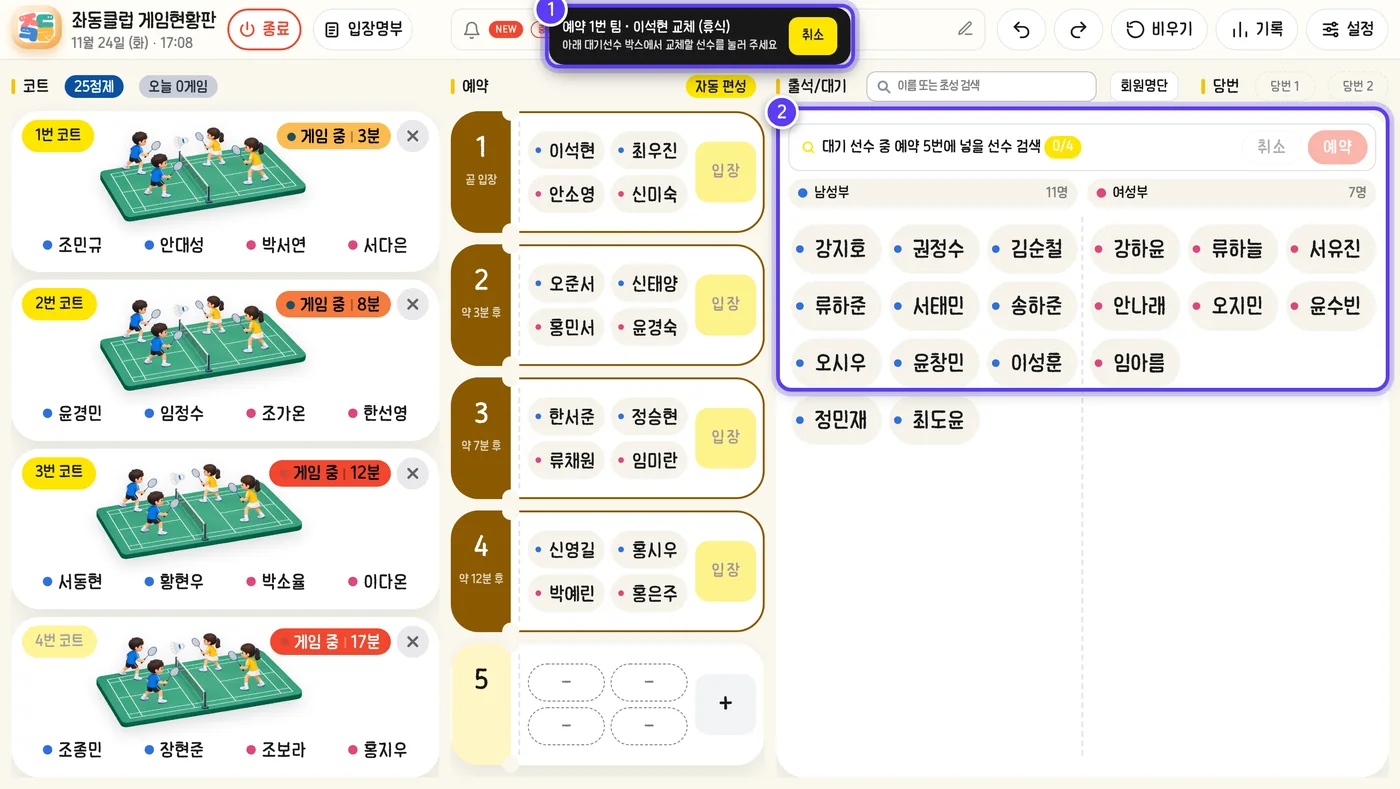 좌동클럽 게임현황판
11월 24일 (화) · 17:08
종료
입장명부
NEW
1
예약 1번 팀 · 이석현 교체 (휴식)
아래 대기선수 박스에서 교체할 선수를 눌러 주세요
취소
비우기
기록
설정
코트
25점제
오늘 0게임
1번 코트
게임 중 | 3분
조민규
안대성
박서연
서다은
2번 코트
게임 중 | 8분
윤경민
임정수
조가온
한선영
3번 코트
게임 중 | 12분
서동현
황현우
박소율
이다온
4번 코트
게임 중 | 17분
조종민
장현준
조보라
홍지우
예약
자동 편성
1
곧 입장
이석현
최우진
안소영
신미숙
입장
2
약 3분 후
오준서
신태양
홍민서
윤경숙
입장
3
약 7분 후
한서준
정승현
류채원
임미란
입장
4
약 12분 후
신영길
홍시우
박예린
홍은주
입장
5
–
–
–
–
+
출석/대기
이름 또는 초성 검색
회원명단
당번
당번 1
당번 2
2
대기 선수 중 예약 5번에 넣을 선수 검색
0/4
취소
예약
남성부
11명
여성부
7명
강지호
권정수
김순철
강하윤
류하늘
서유진
류하준
서태민
송하준
안나래
오지민
윤수빈
오시우
윤창민
이성훈
임아름
정민재
최도윤